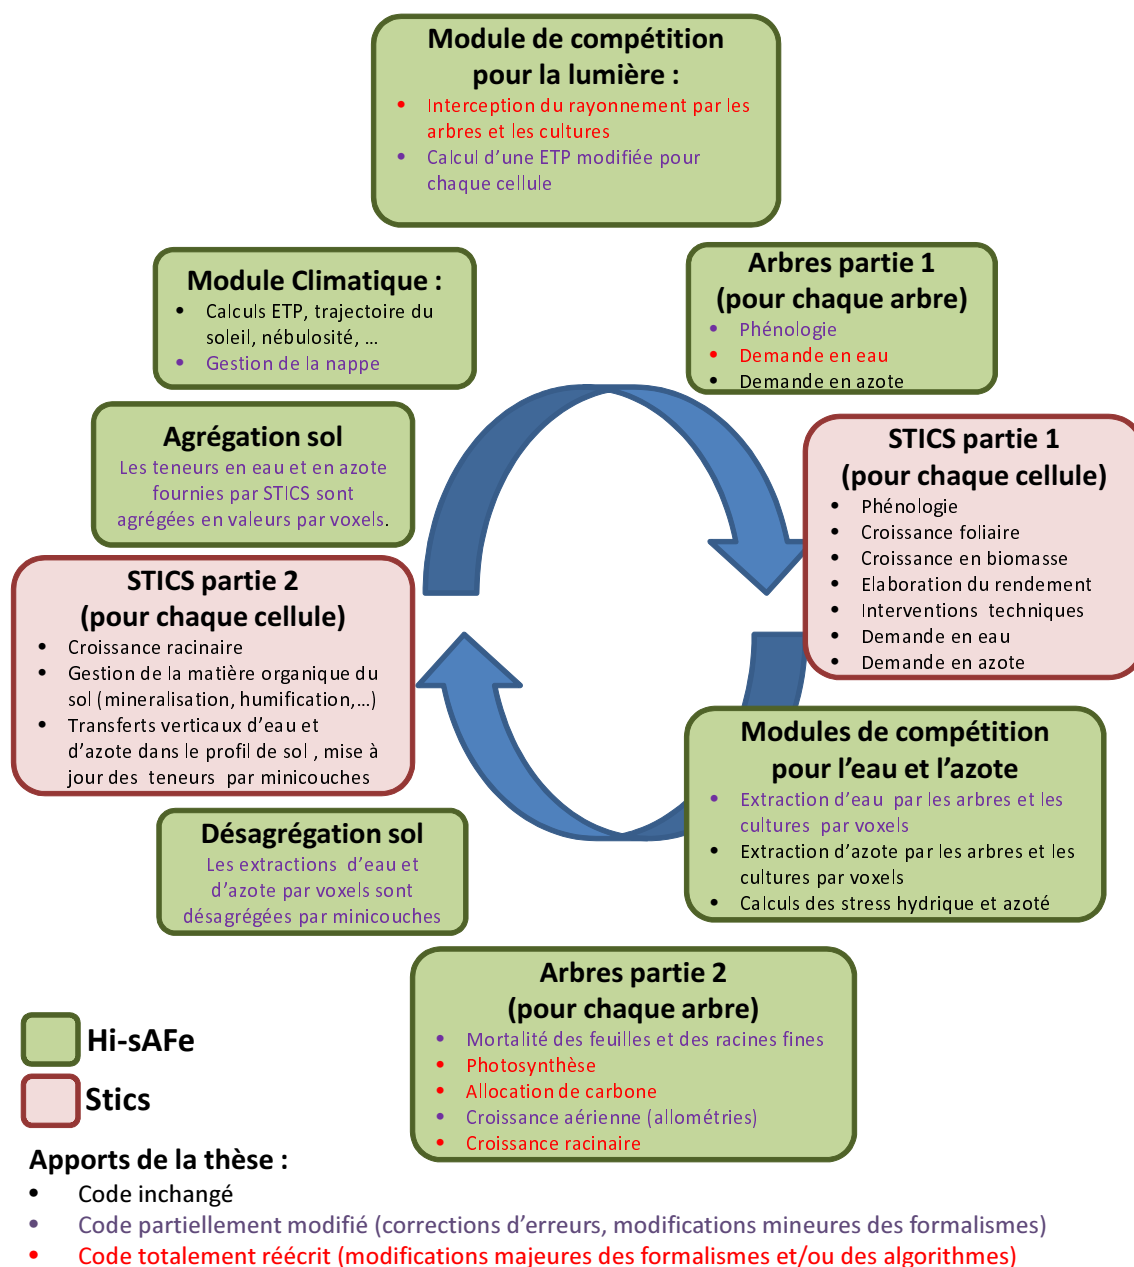 Module de compétition
pour la lumière :
• Interception du rayonnement par les
arbres et les cultures
• Calcul d'une ETP modifiée pour
chaque cellule
Module Climatique :
• Calculs ETP, trajectoire du
soleil, nébulosité, ...
• Gestion de la nappe
Arbres partie 1
(pour chaque arbre)
• Phénologie
• Demande en eau
• Demande en azote
Agrégation sol
Les teneurs en eau et en azote
fournies par STICS sont
agrégées en valeurs par voxels.
STICS partie 1
(pour chaque cellule)
• Phénologie
• Croissance foliaire
• Croissance en biomasse
• Elaboration du rendement
• Interventions techniques
• Demande en eau
• Demande en azote
STICS partie 2
(pour chaque cellule)
• Croissance racinaire
• Gestion de la matière organique du
sol (mineralisation, humification,...)
• Transferts verticaux d'eau et
d'azote dans le profil de sol , mise à
jour des teneurs par minicouches
Modules de compétition
pour l'eau et l'azote
• Extraction d'eau par les arbres et les
cultures par voxels
• Extraction d'azote par les arbres et les
cultures par voxels
• Calculs des stress hydrique et azoté
Désagrégation sol
Les extractions d'eau et
d'azote par voxels sont
désagrégées par minicouches
Arbres partie 2
(pour chaque arbre)
• Mortalité des feuilles et des racines fines
• Photosynthèse
• Allocation de carbone
• Croissance aérienne (allométries)
• Croissance racinaire
Hi-sAFe
Stics
Apports de la thèse :
• Code inchangé
• Code partiellement modifié (corrections d'erreurs, modifications mineures des formalismes)
• Code totalement réécrit (modifications majeures des formalismes et/ou des algorithmes)